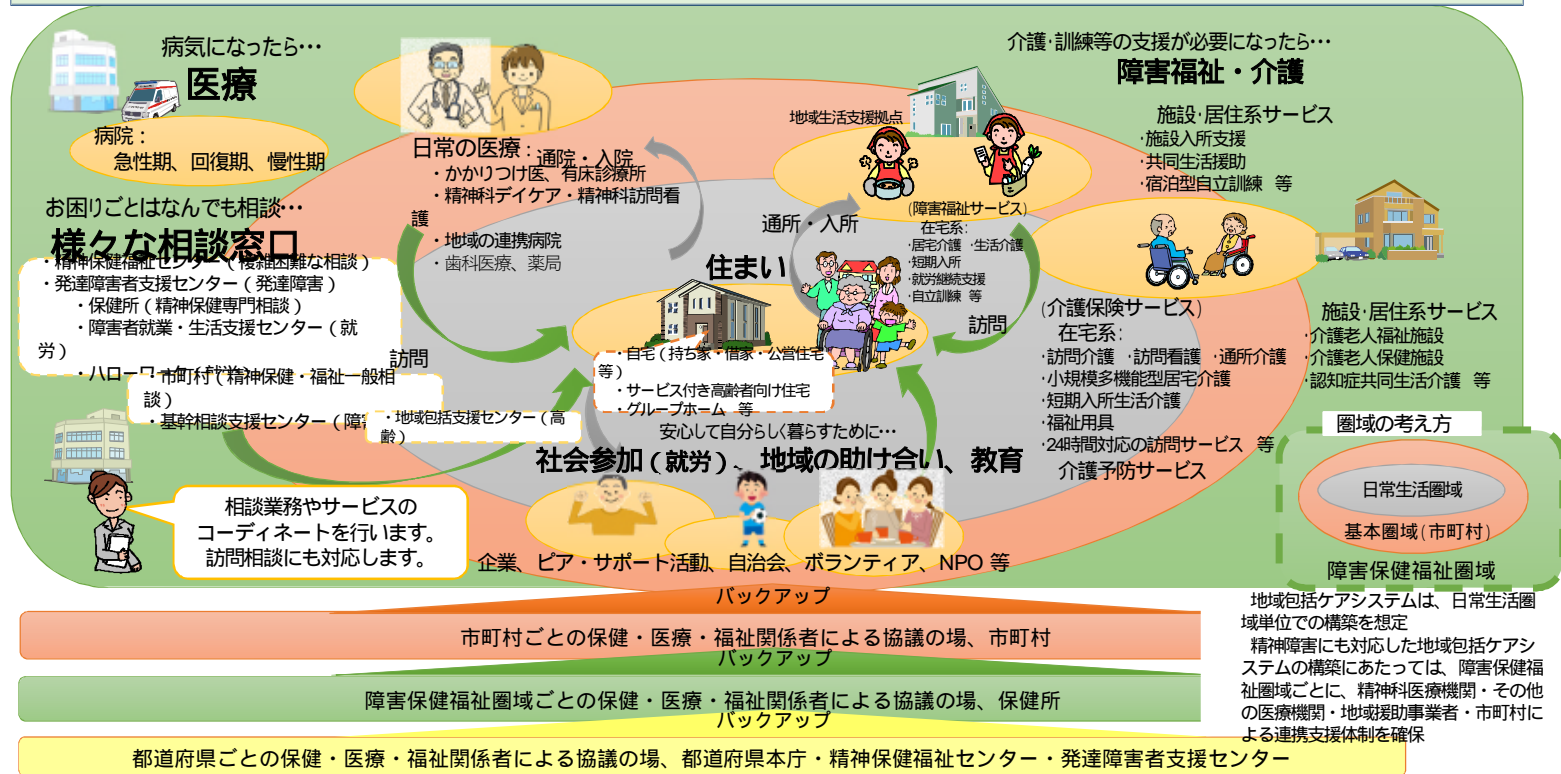 病気になったら…
医療
病院：
急性期、回復期、慢性期
日常の医療：
通院・入院
・かかりつけ医、有床診療所
・精神科デイケア・精神科訪問看
護
・地域の連携病院
・歯科医療、薬局
介護・訓練等の支援が必要になったら…
障害福祉・介護
地域生活支援拠点
施設・居住系サービス
・施設入所支援
・共同生活援助
・宿泊型自立訓練 等
お困りごとはなんでも相談…
様々な相談窓口
・精神保健福祉センター（複雑困難な相談）
・発達障害者支援センター（発達障害）
・保健所（精神保健専門相談）
・障害者就業・生活支援センター（就
労）
・ハローワーク
・市町村（精神保健・福祉一般相
談）
・基幹相談支援センター（障
・地域包括支援センター（高
齢）
訪問
通所・入所
(障害福祉サービス)
在宅系：
・居宅介護 ・生活介護
・短期入所
・就労継続支援
・自立訓練 等
訪問
住まい
・自宅（持ち家・借家・公営住宅
等）
・サービス付き高齢者向け住宅
・グループホーム 等
(介護保険サービス)
在宅系：
・訪問介護 ・訪問看護 ・通所介護
・小規模多機能型居宅介護
・短期入所生活介護
・福祉用具
・24時間対応の訪問サービス 等
介護予防サービス
施設・居住系サービス
・介護老人福祉施設
・介護老人保健施設
・認知症共同生活介護 等
安心して自分らしく暮らすために…
社会参加（就労）、地域の助け合い、教育
企業、ピア・サポート活動、自治会、ボランティア、NPO 等
相談業務やサービスの
コーディネートを行います。
訪問相談にも対応します。
圏域の考え方
日常生活圏域
基本圏域（市町村）
障害保健福祉圏域
バックアップ
市町村ごとの保健・医療・福祉関係者による協議の場、市町村
バックアップ
障害保健福祉圏域ごとの保健・医療・福祉関係者による協議の場、保健所
バックアップ
都道府県ごとの保健・医療・福祉関係者による協議の場、都道府県本庁・精神保健福祉センター・発達障害者支援センター
地域包括ケアシステムは、日常生活圏
域単位での構築を想定
精神障害にも対応した地域包括ケアシ
ステムの構築にあたっては、障害保健福
祉圏域ごとに、精神科医療機関・その他
の医療機関・地域援助事業者・市町村に
よる連携支援体制を確保